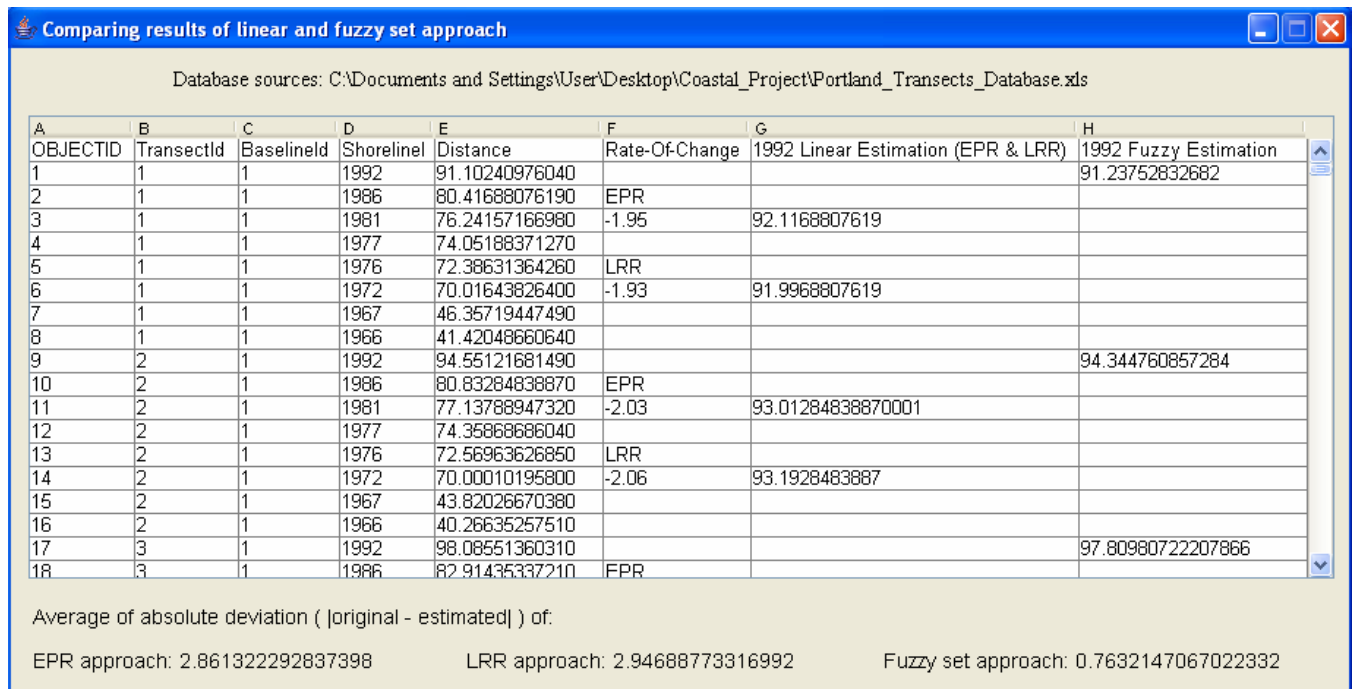 Comparing results of linear and fuzzy set approach
Database sources: C:\Documents and Settings\User\Desktop\Coastal_Project\Portland_Transects_Database.xls
A B C D E F G H
OBJECTID TransectId BaselineId Shorelinel Distance Rate-Of-Change 1992 Linear Estimation (EPR & LRR) 1992 Fuzzy Estimation
1 1 1 1992 91.10240976040 91.23752832682
2 1 1 1986 80.41688076190 EPR
3 1 1 1981 76.24157166980 -1.95 92.1168807619
4 1 1 1977 74.05188371270
5 1 1 1976 72.38631364260 LRR
6 1 1 1972 70.01643826400 -1.93 91.9968807619
7 1 1 1967 46.35719447490
8 1 1 1966 41.42048660640
9 2 1 1992 94.55121681490 94.344760857284
10 2 1 1986 80.83284838870 EPR
11 2 1 1981 77.13788947320 -2.03 93.01284838870001
12 2 1 1977 74.35868686040
13 2 1 1976 72.56963626850 LRR
14 2 1 1972 70.00010195800 -2.06 93.1928483887
15 2 1 1967 43.82026670380
16 2 1 1966 40.26635257510
17 3 1 1992 98.08551360310 97.80980722207866
18 3 1 1986 82.91435337210 EPR
Average of absolute deviation ( |original - estimated| ) of:
EPR approach: 2.861322292837398 LRR approach: 2.94688773316992 Fuzzy set approach: 0.7632147067022332